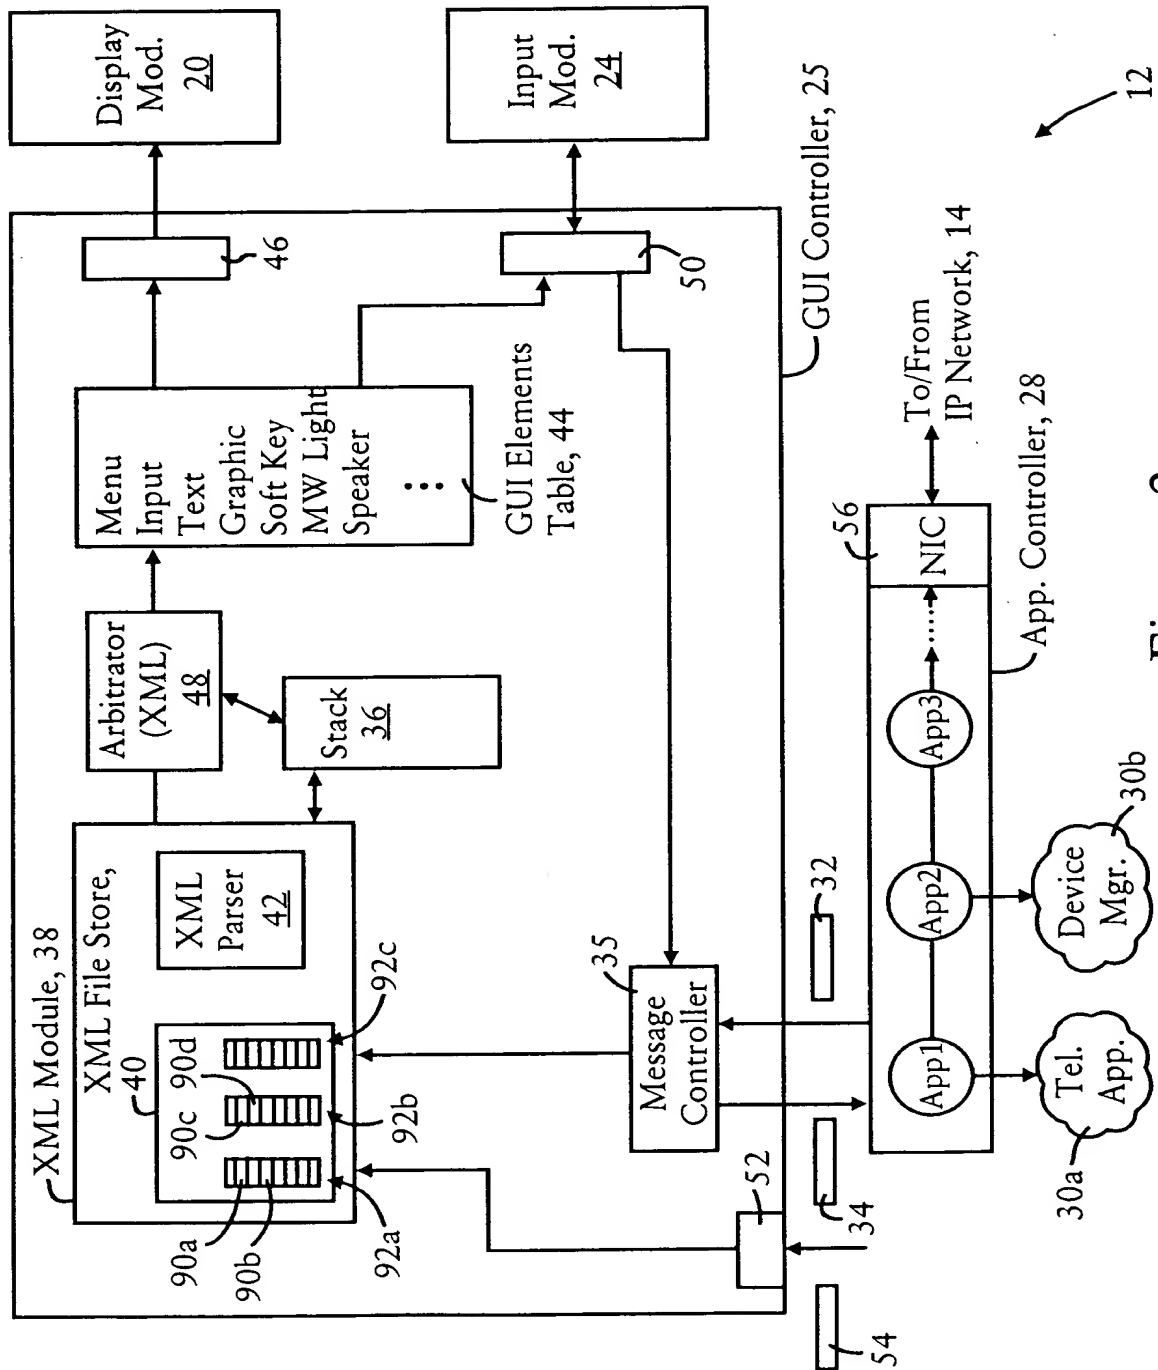 XML Module, 38
XML File Store,
40
90c
90d
90a
90b
92a
92b
92c
XML
Parser
42
Arbitrator
(XML)
48
Stack
36
Menu
Input
Text
Graphic
Soft Key
MW Light
Speaker
⋮
GUI Elements
Table, 44
46
Display
Mod.
20
50
Input
Mod.
24
52
54
34
Message
Controller
35
32
GUI Controller, 25
App1
App2
App3
......
NIC
56
To/From
IP Network, 14
App. Controller, 28
Tel.
App.
30a
Device
Mgr.
30b
12